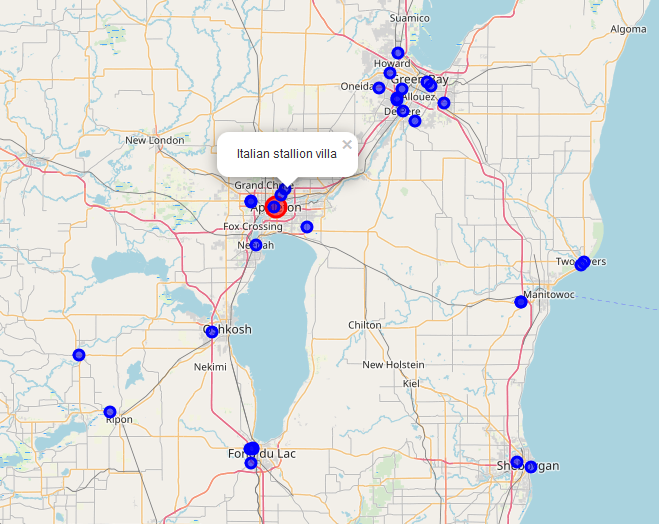 Suamico
Algoma
Howard
Green Bay
Oneida
Allouez
De Pere
New London
×
Italian stallion villa
Grand Chute
Appleton
Fox Crossing
Neenah
Two Rivers
Manitowoc
Oshkosh
Chilton
Nekimi
New Holstein
Kiel
Ripon
Fond du Lac
Sheboygan